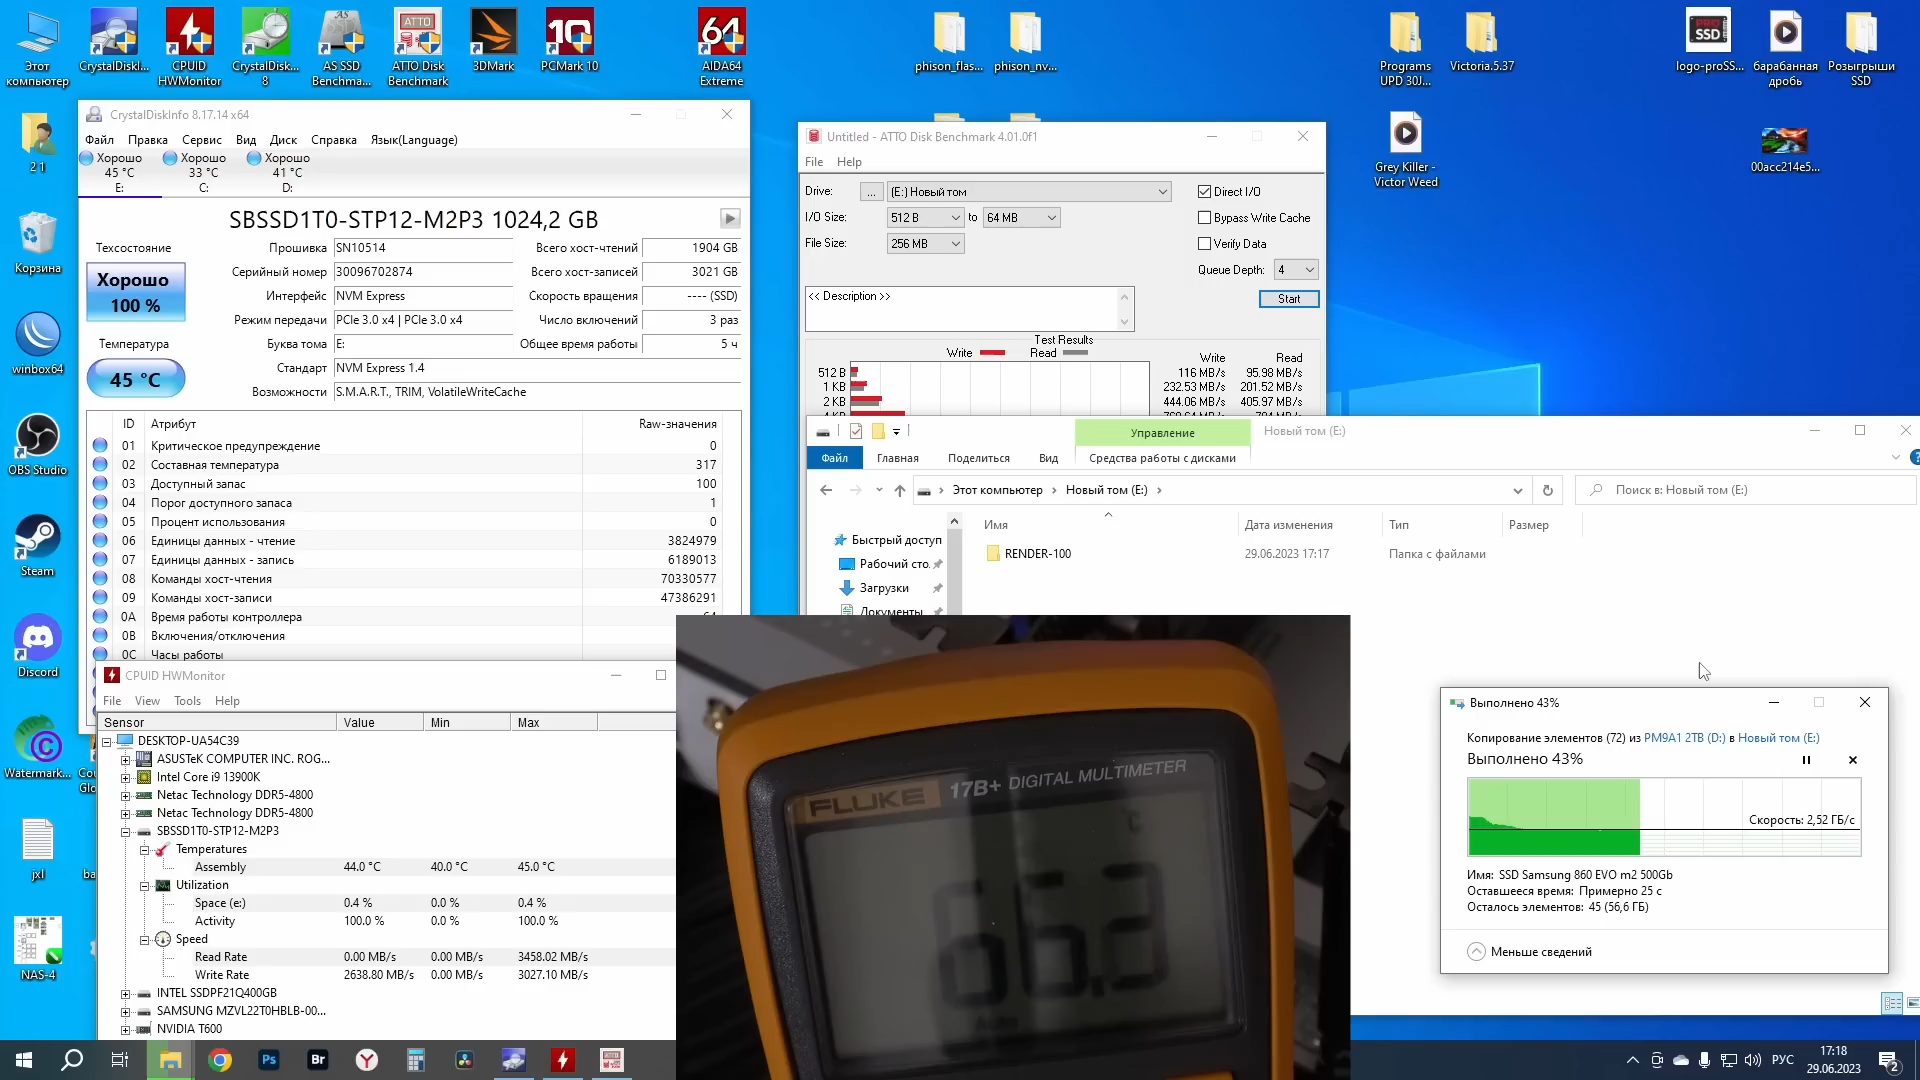 Этот компьютер
CrystalDiskI...
CPUID HWMonitor
CrystalDisk... 8
AS SSD Benchma...
ATTO Disk Benchmark
3DMark
PCMark 10
AIDA64 Extreme
phison_flas...
phison_nv...
Programs UPD 30J...
Victoria.5.37
logo-proSS...
барабанная дробь
Розыгрыши SSD
Grey Killer - Victor Weed
00acc214e5...
2 1
Корзина
winbox64
OBS Studio
Steam
Discord
Watermark...
jxl
NAS-4
CrystalDiskInfo 8.17.14 x64
Файл Правка Сервис Вид Диск Справка Язык(Language)
Хорошо Хорошо Хорошо
45 °C 33 °C 41 °C
E: C: D:
SBSSD1T0-STP12-M2P3 1024,2 GB
Техсостояние
Хорошо
100 %
Температура
45 °C
Прошивка SN10514 Всего хост-чтений 1904 GB
Серийный номер 30096702874 Всего хост-записей 3021 GB
Интерфейс NVM Express Скорость вращения ---- (SSD)
Режим передачи PCIe 3.0 x4 | PCIe 3.0 x4 Число включений 3 раз
Буква тома E: Общее время работы 5 ч
Стандарт NVM Express 1.4
Возможности S.M.A.R.T., TRIM, VolatileWriteCache
ID Атрибут Raw-значения
01 Критическое предупреждение 0
02 Составная температура 317
03 Доступный запас 100
04 Порог доступного запаса 1
05 Процент использования 0
06 Единицы данных - чтение 3824979
07 Единицы данных - запись 6189013
08 Команды хост-чтения 70330577
09 Команды хост-записи 47386291
0A Время работы контроллера
0B Включения/отключения
0C Часы работы
CPUID HWMonitor
File View Tools Help
Sensor Value Min Max
DESKTOP-UA54C39
ASUSTeK COMPUTER INC. ROG...
Intel Core i9 13900K
Netac Technology DDR5-4800
Netac Technology DDR5-4800
SBSSD1T0-STP12-M2P3
Temperatures
Assembly 44.0 °C 40.0 °C 45.0 °C
Utilization
Space (e:) 0.4 % 0.0 % 0.4 %
Activity 100.0 % 0.0 % 100.0 %
Speed
Read Rate 0.00 MB/s 0.00 MB/s 3458.02 MB/s
Write Rate 2638.80 MB/s 0.00 MB/s 3027.10 MB/s
INTEL SSDPF21Q400GB
SAMSUNG MZVL22T0HBLB-00...
NVIDIA T600
Untitled - ATTO Disk Benchmark 4.01.0f1
File Help
Drive: ... (E:) Новый том
I/O Size: 512 B to 64 MB
File Size: 256 MB
Direct I/O
Bypass Write Cache
Verify Data
Queue Depth: 4
<< Description >>
Start
Test Results
Write Read
Write Read
512 B 116 MB/s 95.98 MB/s
1 KB 232.53 MB/s 201.52 MB/s
2 KB 444.06 MB/s 405.97 MB/s
Управление Новый том (E:)
Файл Главная Поделиться Вид Средства работы с дисками
Этот компьютер Новый том (E:)
Поиск в: Новый том (E:)
Имя Дата изменения Тип Размер
RENDER-100 29.06.2023 17:17 Папка с файлами
Быстрый доступ
Рабочий сто.
Загрузки
Документы
FLUKE 17B+ DIGITAL MULTIMETER
°C
66,3
Auto
Выполнено 43%
Копирование элементов (72) из PM9A1 2TB (D:) в Новый том (E:)
Выполнено 43%
Скорость: 2,52 ГБ/с
Имя: SSD Samsung 860 EVO m2 500Gb
Оставшееся время: Примерно 25 с
Осталось элементов: 45 (56,6 ГБ)
Меньше сведений
Ps
Br
РУС
17:18
29.06.2023
2